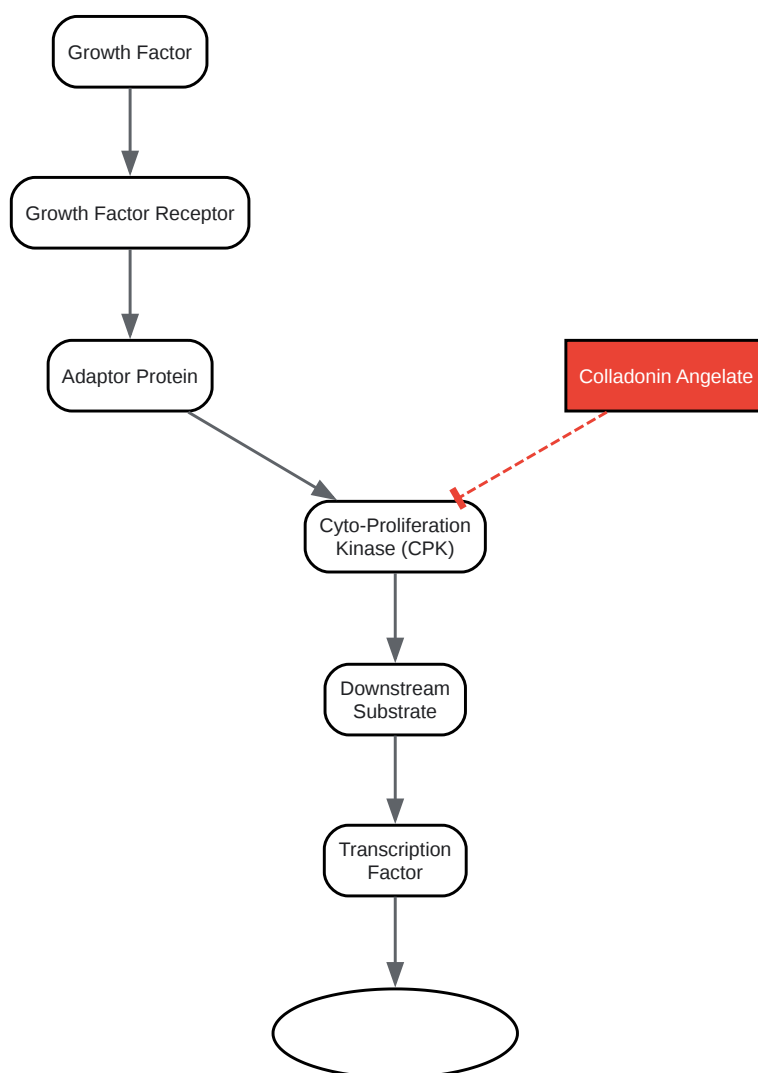 Growth Factor
Growth Factor Receptor
Adaptor Protein
Colladonin Angelate
Cyto-Proliferation
Kinase (CPK)
Downstream
Substrate
Transcription
Factor